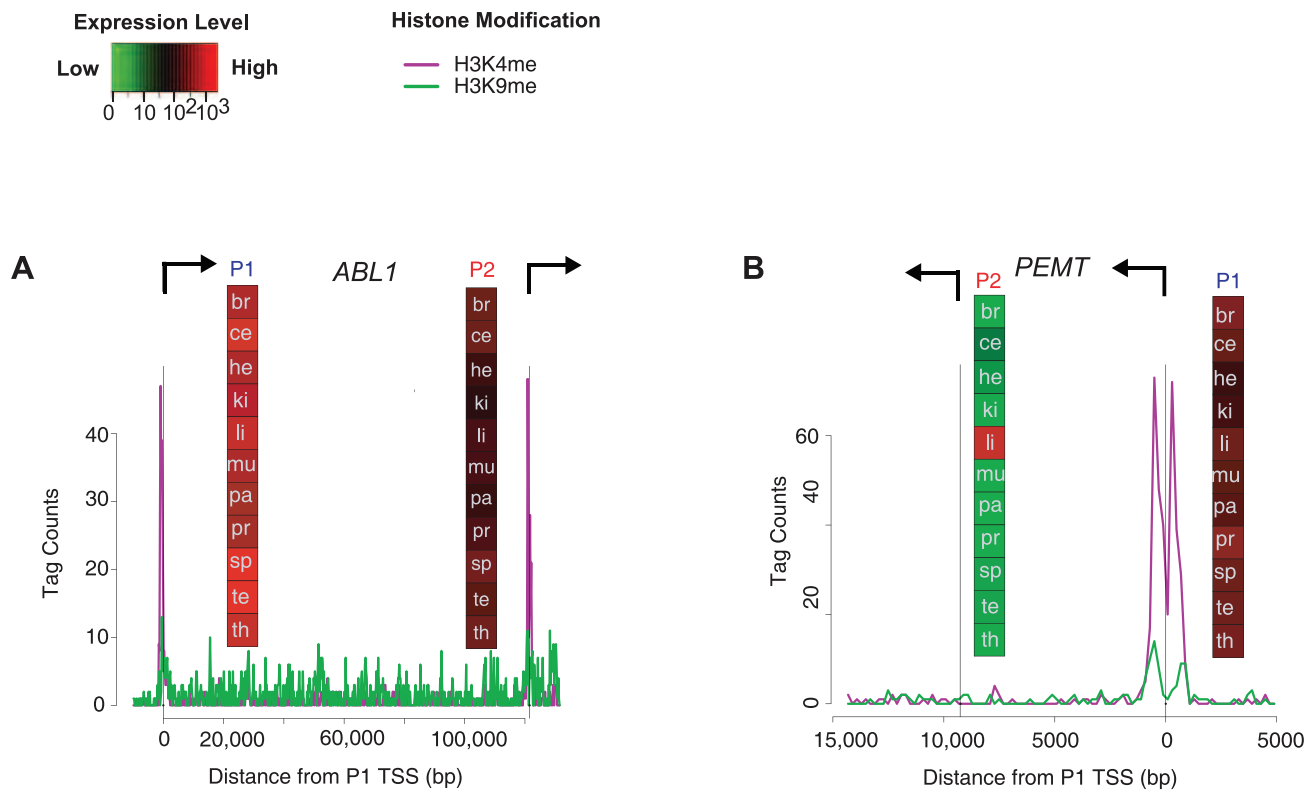 Expression Level
Low High
0 10 10² 10³
Histone Modification
H3K4me
H3K9me
A
P1
ABL1
P2
br
ce
he
ki
li
mu
pa
pr
sp
te
th
br
ce
he
ki
li
mu
pa
pr
sp
te
th
Tag Counts
40
30
20
10
0
0 20,000 60,000 100,000
Distance from P1 TSS (bp)
B
P2
PEMT
P1
br
ce
he
ki
li
mu
pa
pr
sp
te
th
br
ce
he
ki
li
mu
pa
pr
sp
te
th
Tag Counts
60
40
20
0
15,000 10,000 5000 0 5000
Distance from P1 TSS (bp)